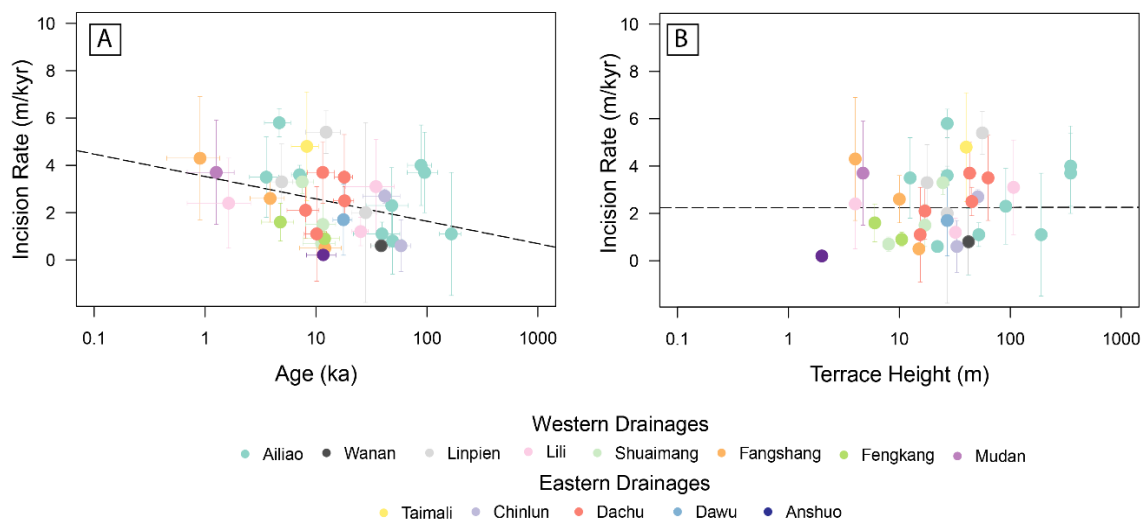 A
10
8
6
4
2
0
Incision Rate (m/kyr)
0.1 1 10 100 1000
Age (ka)
B
10
8
6
4
2
0
Incision Rate (m/kyr)
0.1 1 10 100 1000
Terrace Height (m)
Western Drainages
Ailiao Wanan Linpien Lili Shuaimang Fangshang Fengkang Mudan
Eastern Drainages
Taimali Chinlun Dachu Dawu Anshuo